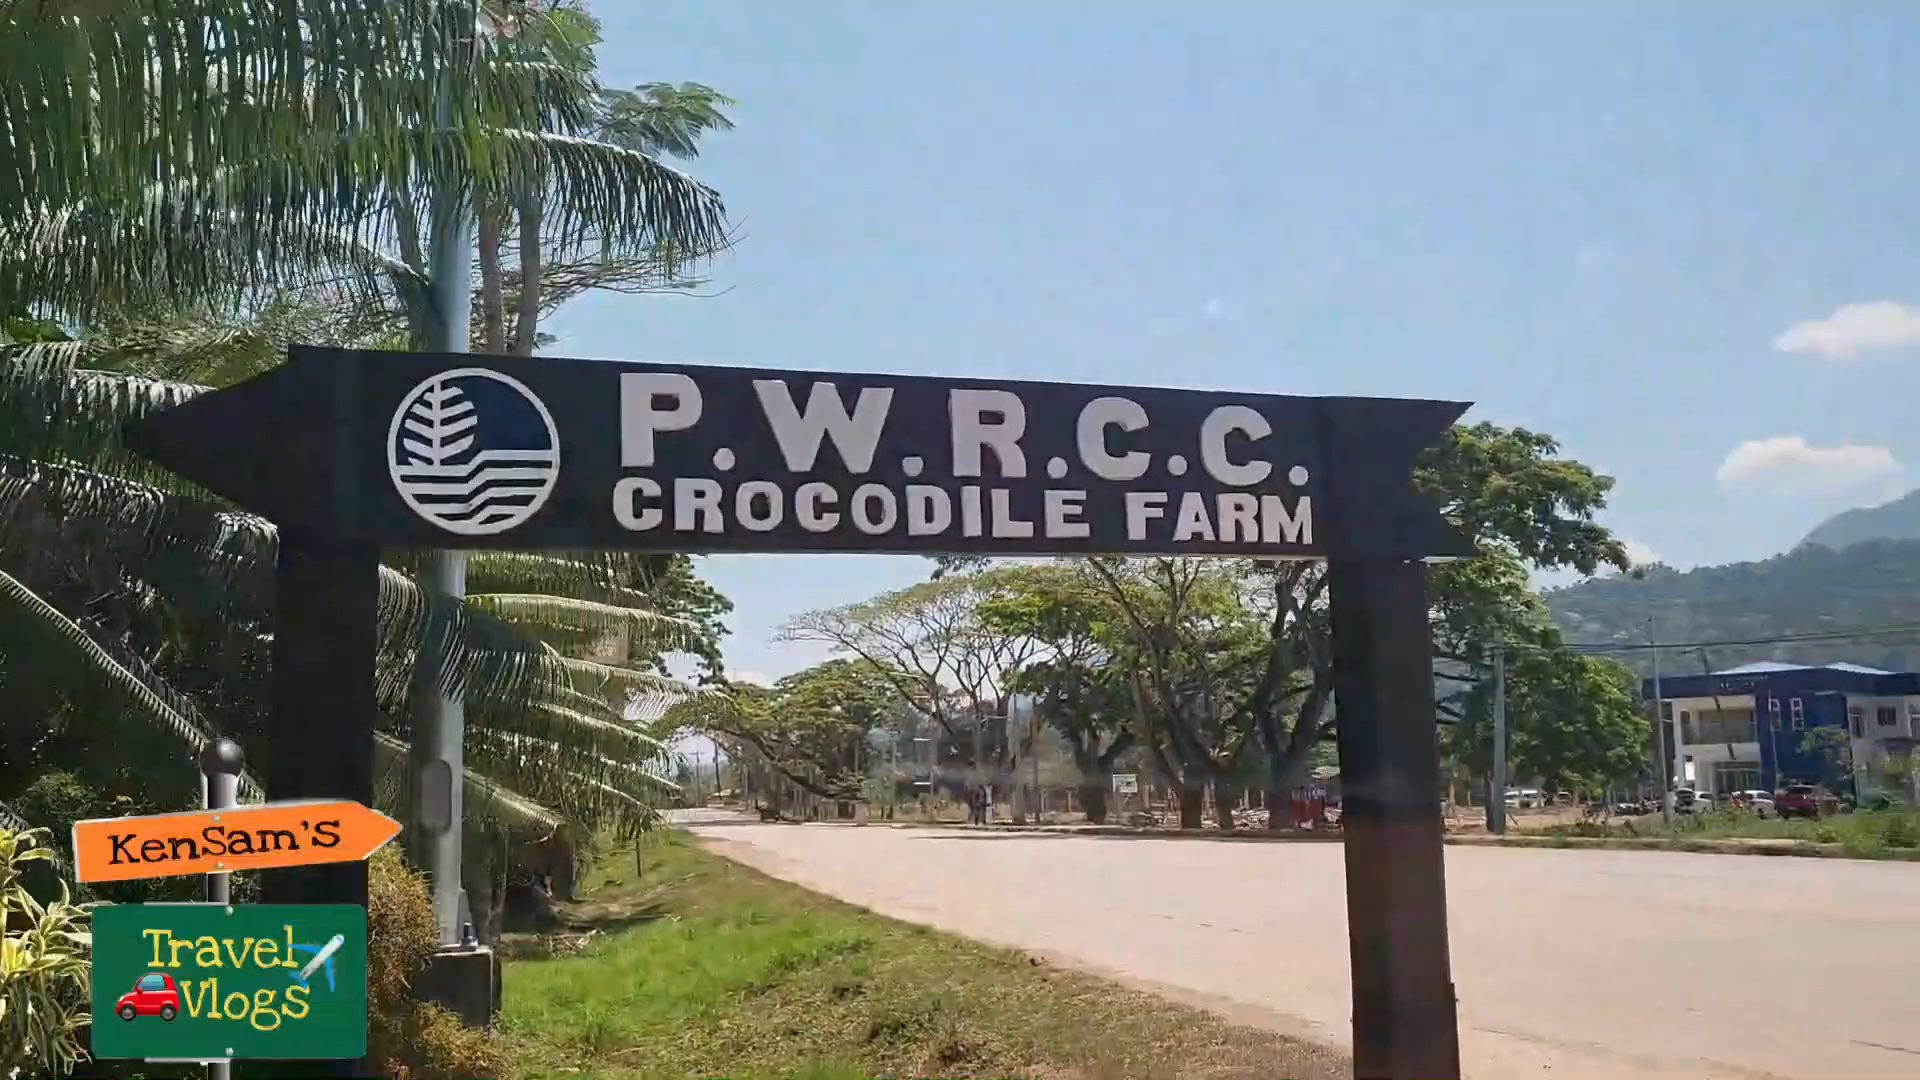 P.W.R.C.C.
CROCODILE FARM
KenSam's
Travel
Vlogs